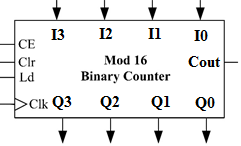 I3 I2 I1 I0
CE
Mod 16
Clr
Cout
Ld
Binary Counter
Clk
Q3 Q2 Q1 Q0